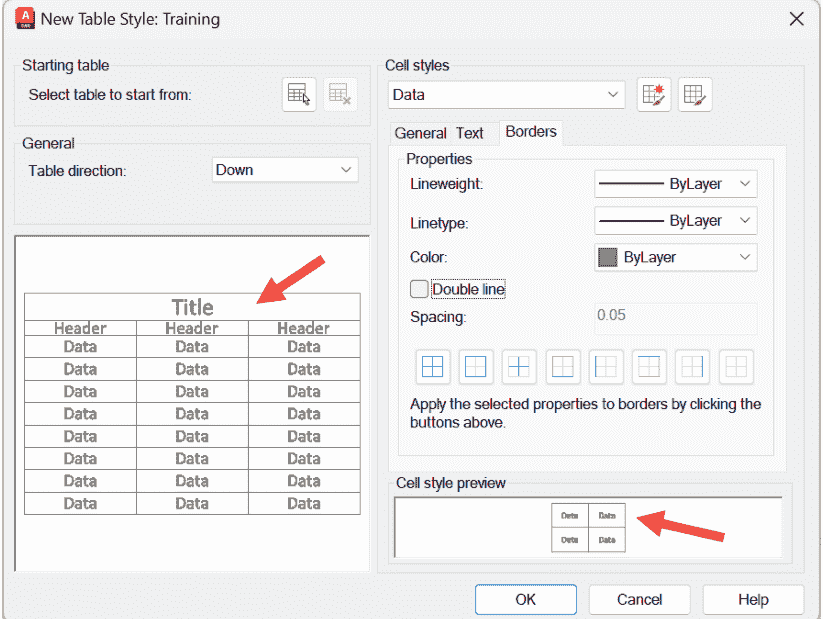 New Table Style: Training
Starting table
Select table to start from:
General
Table direction:
Down
Title
Header Header Header
Data Data Data
Data Data Data
Data Data Data
Data Data Data
Data Data Data
Data Data Data
Data Data Data
Data Data Data
Cell styles
Data
General Text Borders
Properties
Lineweight: ByLayer
Linetype: ByLayer
Color: ByLayer
Double line
Spacing: 0.05
Apply the selected properties to borders by clicking the
buttons above.
Cell style preview
Data Data
Data Data
OK Cancel Help